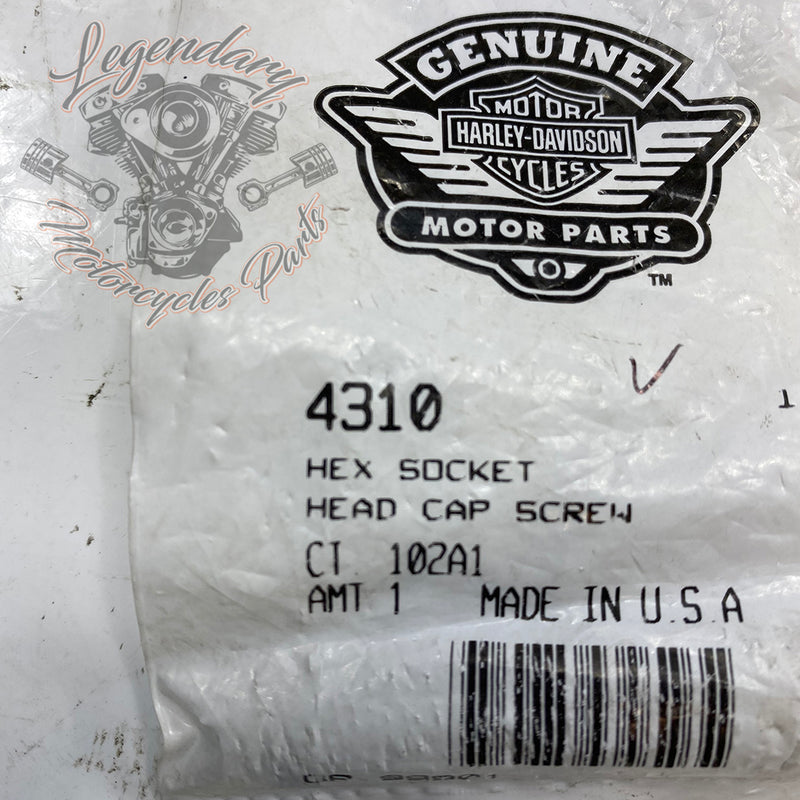 Legendary
Motorcycles Parts
GENUINE
MOTOR
HARLEY-DAVIDSON
CYCLES
MOTOR PARTS
TM
4310
HEX SOCKET
HEAD CAP SCREW
CT. 102A1
AMT 1 MADE IN U.S.A